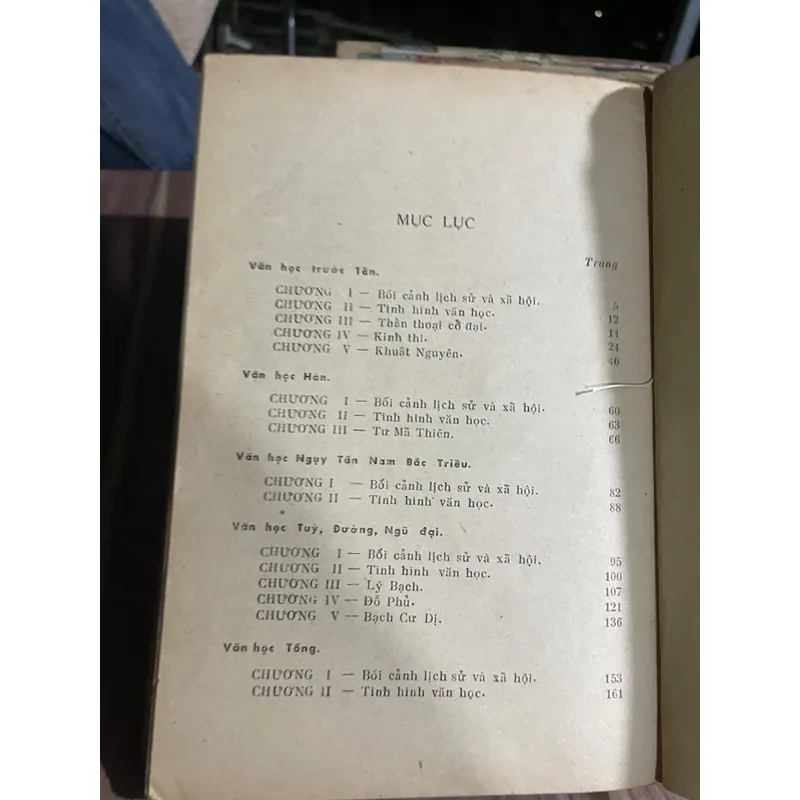 MỤC LỤC
Trang
Văn học trước Tần.
CHƯƠNG I — Bối cảnh lịch sử và xã hội. 5
CHƯƠNG II — Tình hình văn học. 12
CHƯƠNG III — Thần thoại cổ đại. 14
CHƯƠNG IV — Kinh thi. 24
CHƯƠNG V — Khuất Nguyên. 46
Văn học Hán.
CHƯƠNG I — Bối cảnh lịch sử và xã hội. 60
CHƯƠNG II — Tình hình văn học. 63
CHƯƠNG III — Tư Mã Thiên. 66
Văn học Ngụy Tấn Nam Bắc Triều.
CHƯƠNG I — Bối cảnh lịch sử và xã hội. 82
CHƯƠNG II — Tình hình văn học. 88
Văn học Tuỳ, Đường, Ngũ đại.
CHƯƠNG I — Bối cảnh lịch sử và xã hội. 95
CHƯƠNG II — Tình hình văn học. 100
CHƯƠNG III — Lý Bạch. 107
CHƯƠNG IV — Đỗ Phủ. 121
CHƯƠNG V — Bạch Cư Dị. 136
Văn học Tống.
CHƯƠNG I — Bối cảnh lịch sử và xã hội. 153
CHƯƠNG II — Tình hình văn học. 161